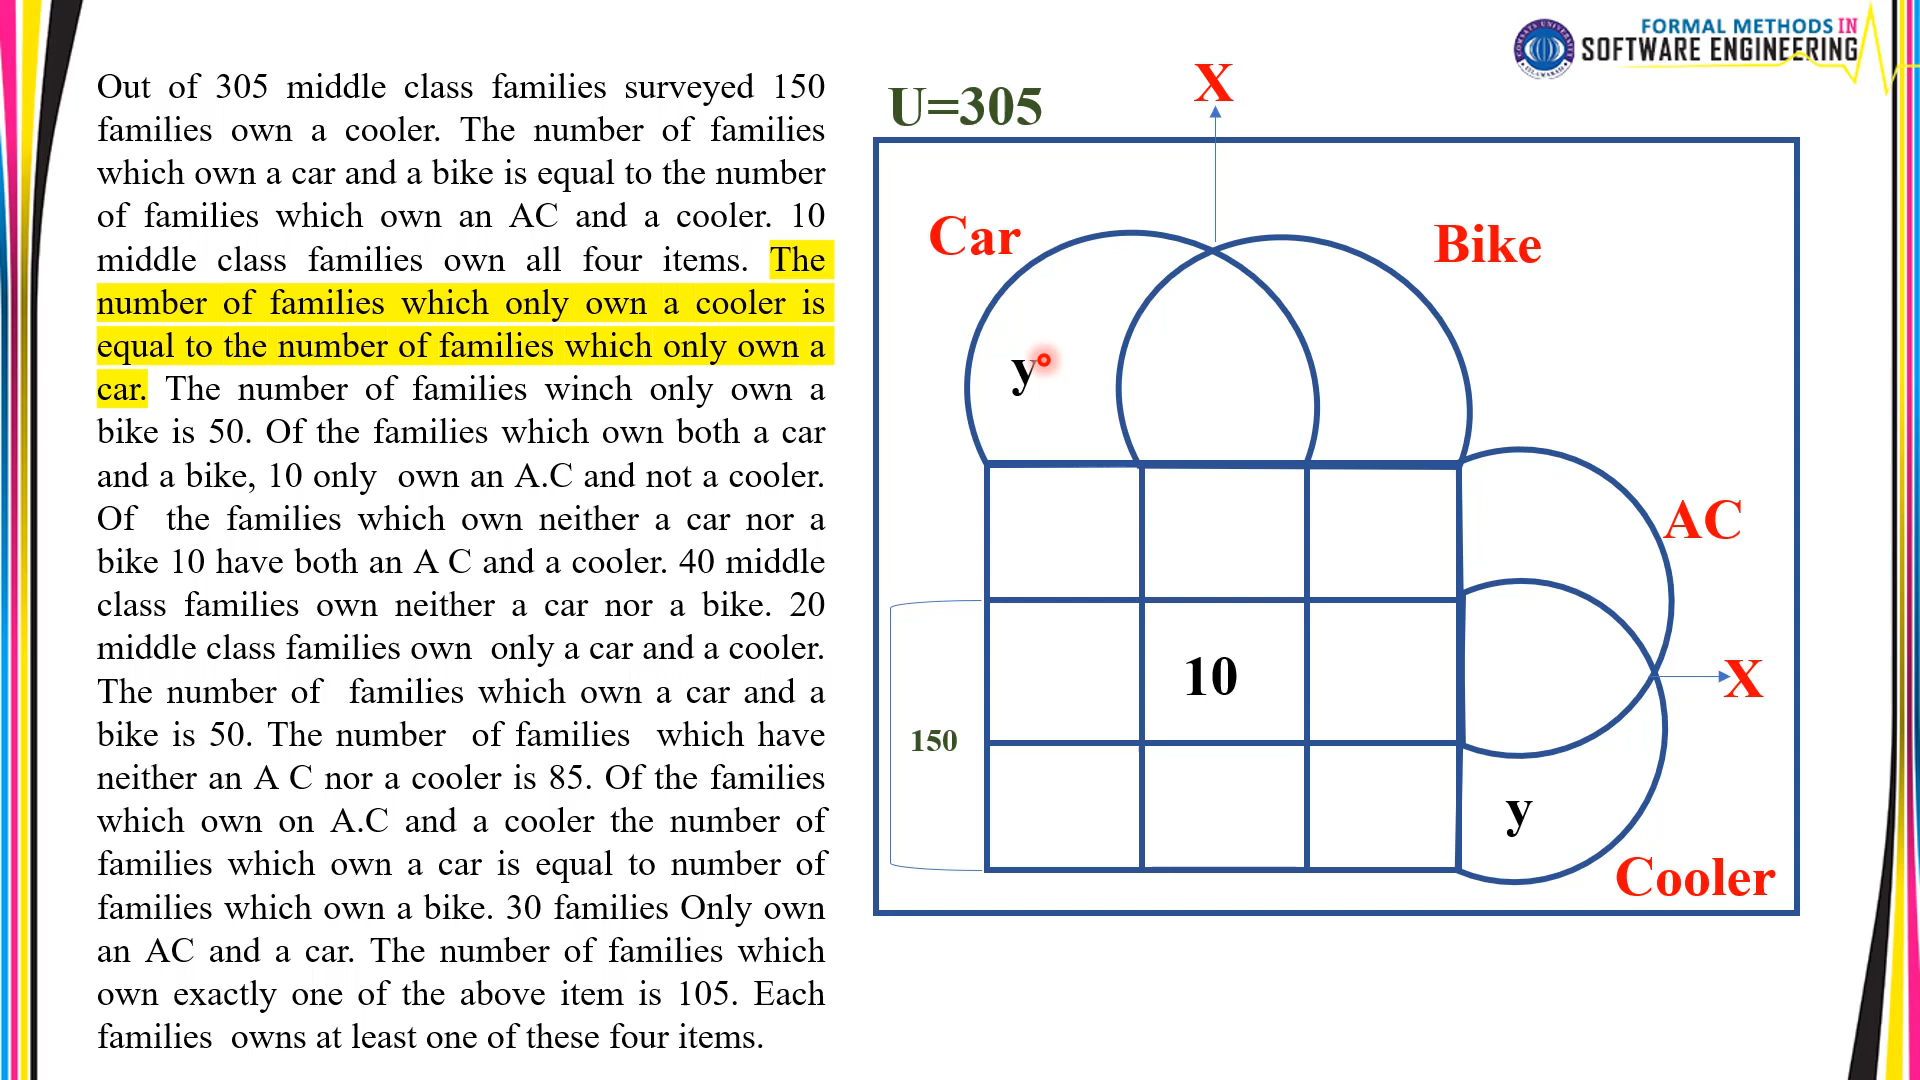 FORMAL METHODS IN
SOFTWARE ENGINEERING
Out of 305 middle class families surveyed 150
families own a cooler. The number of families
which own a car and a bike is equal to the number
of families which own an AC and a cooler. 10
middle class families own all four items. The
number of families which only own a cooler is
equal to the number of families which only own a
car. The number of families winch only own a
bike is 50. Of the families which own both a car
and a bike, 10 only own an A.C and not a cooler.
Of the families which own neither a car nor a
bike 10 have both an A C and a cooler. 40 middle
class families own neither a car nor a bike. 20
middle class families own only a car and a cooler.
The number of families which own a car and a
bike is 50. The number of families which have
neither an A C nor a cooler is 85. Of the families
which own on A.C and a cooler the number of
families which own a car is equal to number of
families which own a bike. 30 families Only own
an AC and a car. The number of families which
own exactly one of the above item is 105. Each
families owns at least one of these four items.
U=305
X
Car
Bike
y
AC
10
X
150
y
Cooler